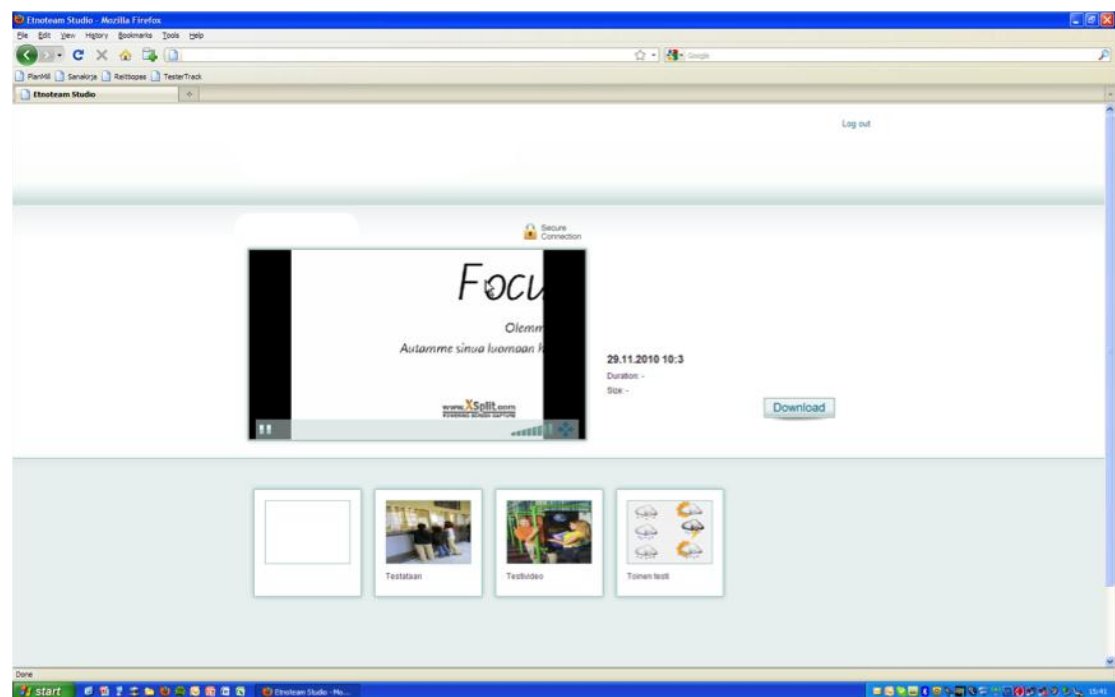 Etnoteam Studio - Mozilla Firefox
File Edit View History Bookmarks Tools Help
Google
PlanMill Sanakirja Reittiopas TesterTrack
Etnoteam Studio
Log out
Secure
Connection
Focu
Olemm
Autamme sinua luomaan h
www.XSplit.com
29.11.2010 10:3
Duration: -
Size: -
Download
Testataan
Testivideo
Toinen testi
Done
start
Etnoteam Studio - Mo...
15:41